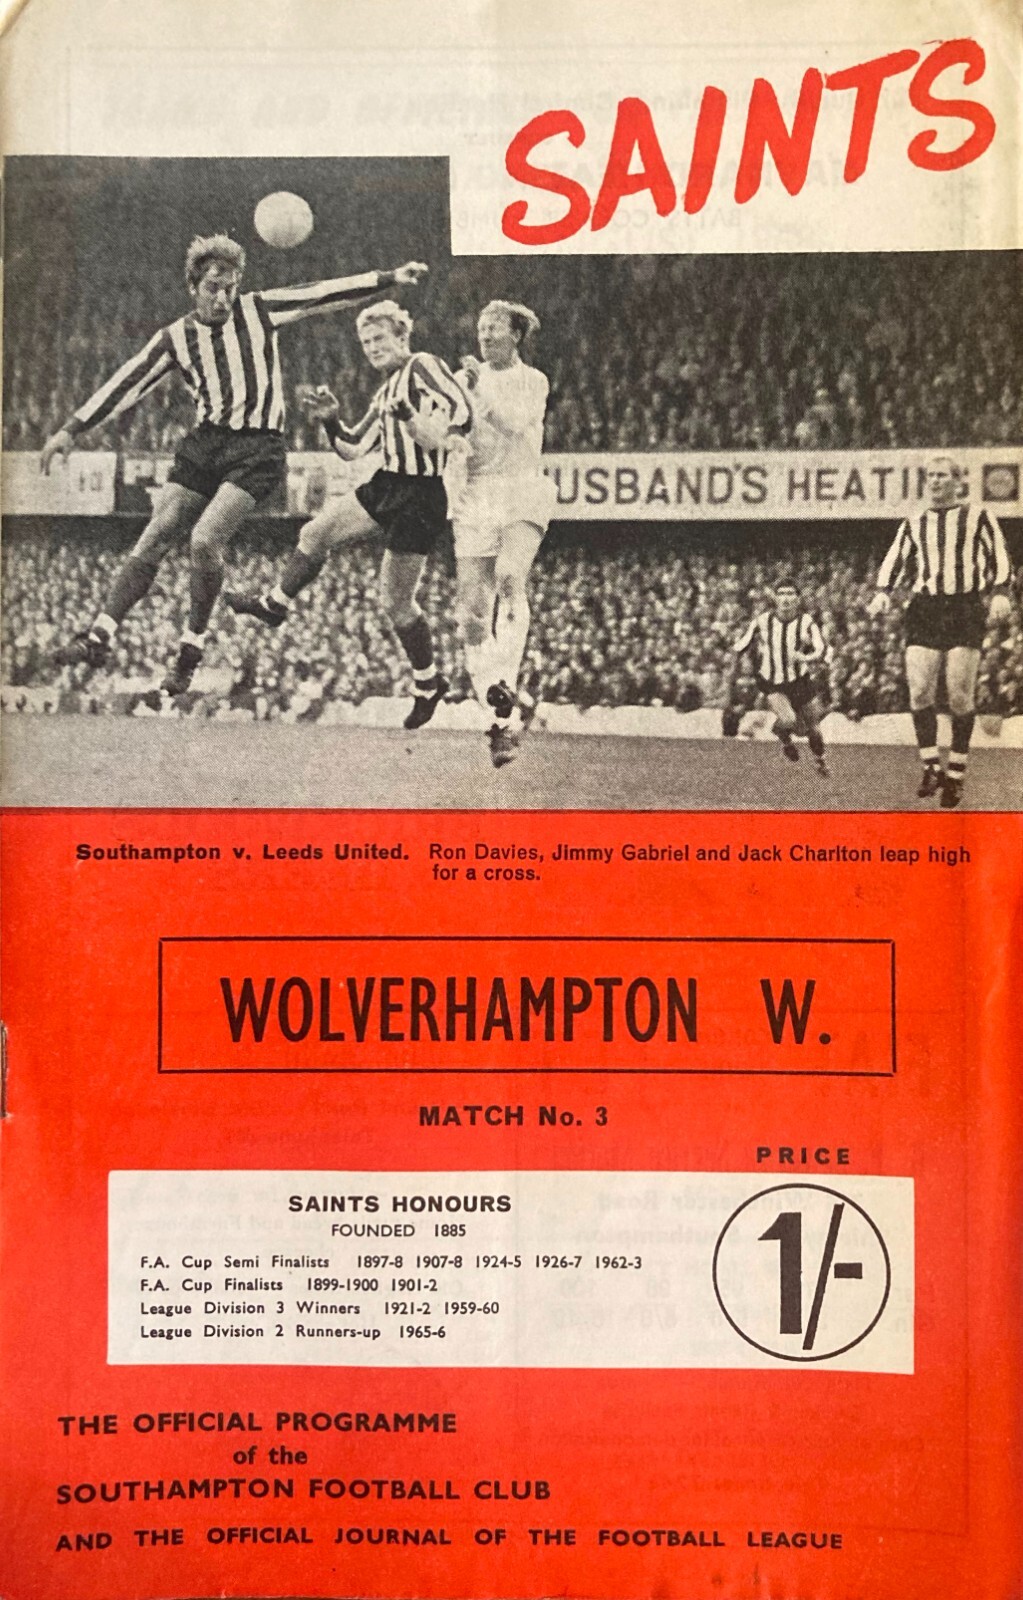 SAINTS
USBAND'S HEATING
Southampton v. Leeds United. Ron Davies, Jimmy Gabriel and Jack Charlton leap high
for a cross.
WOLVERHAMPTON W.
MATCH No. 3
PRICE
1/-
SAINTS HONOURS
FOUNDED 1885
F.A. Cup Semi Finalists 1897-8 1907-8 1924-5 1926-7 1962-3
F.A. Cup Finalists 1899-1900 1901-2
League Division 3 Winners 1921-2 1959-60
League Division 2 Runners-up 1965-6
THE OFFICIAL PROGRAMME
of the
SOUTHAMPTON FOOTBALL CLUB
AND THE OFFICIAL JOURNAL OF THE FOOTBALL LEAGUE